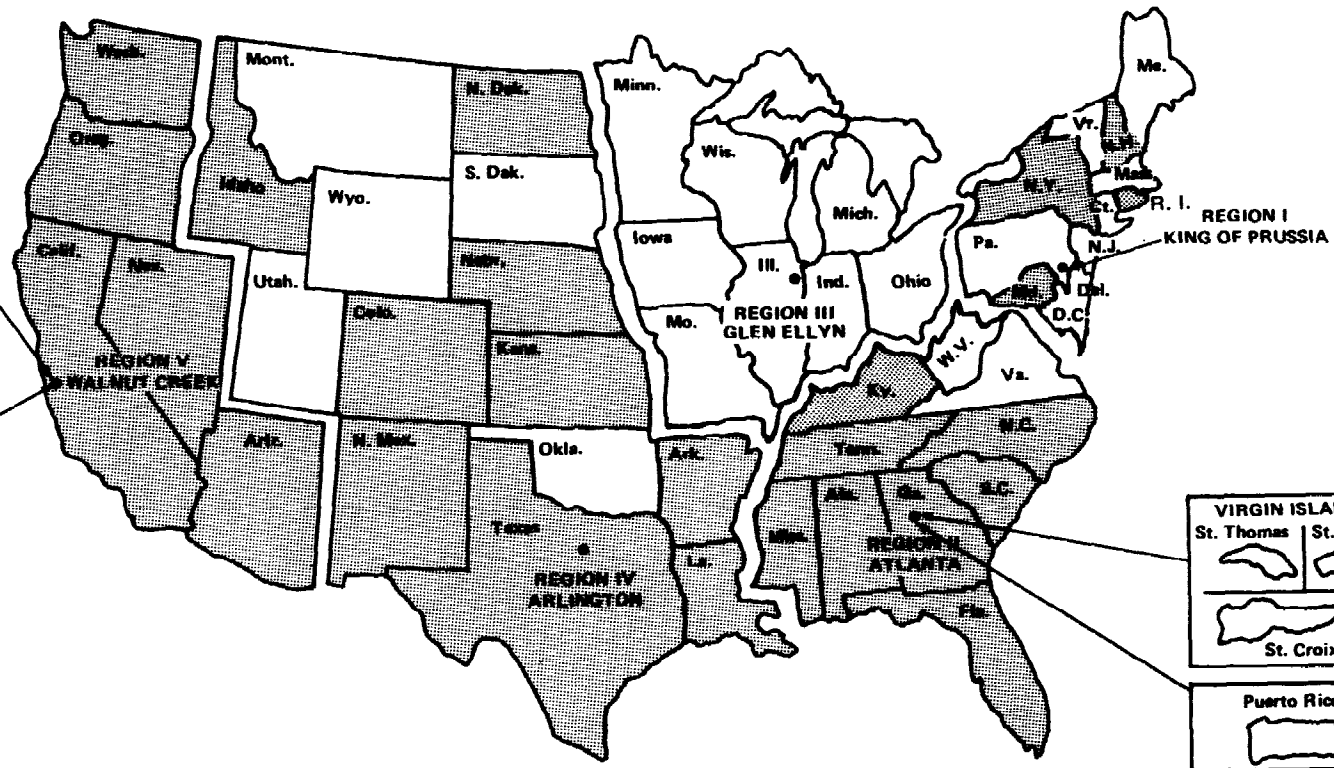 Wash.
Mont.
N. Dak.
Minn.
Me.
Oreg.
Vt.
N.H.
Wis.
Mass.
Idaho
S. Dak.
N.Y.
Wyo.
Mich.
Ct.
R. I.
REGION I
KING OF PRUSSIA
Iowa
Pa.
N.J.
Calif.
Nev.
Nebr.
Utah.
Ill.
Ind.
Ohio
Md.
Del.
D.C.
Colo.
Mo.
REGION III
GLEN ELLYN
Kans.
W.V.
REGION V
WALNUT CREEK
Va.
Ky.
N.C.
Ariz.
N. Mex.
Okla.
Ark.
Tenn.
S.C.
Ala.
Ga.
Texas
Miss.
REGION II
ATLANTA
La.
REGION IV
ARLINGTON
Fla.
VIRGIN ISLA
St. Thomas
St.
St. Croix
Puerto Rico